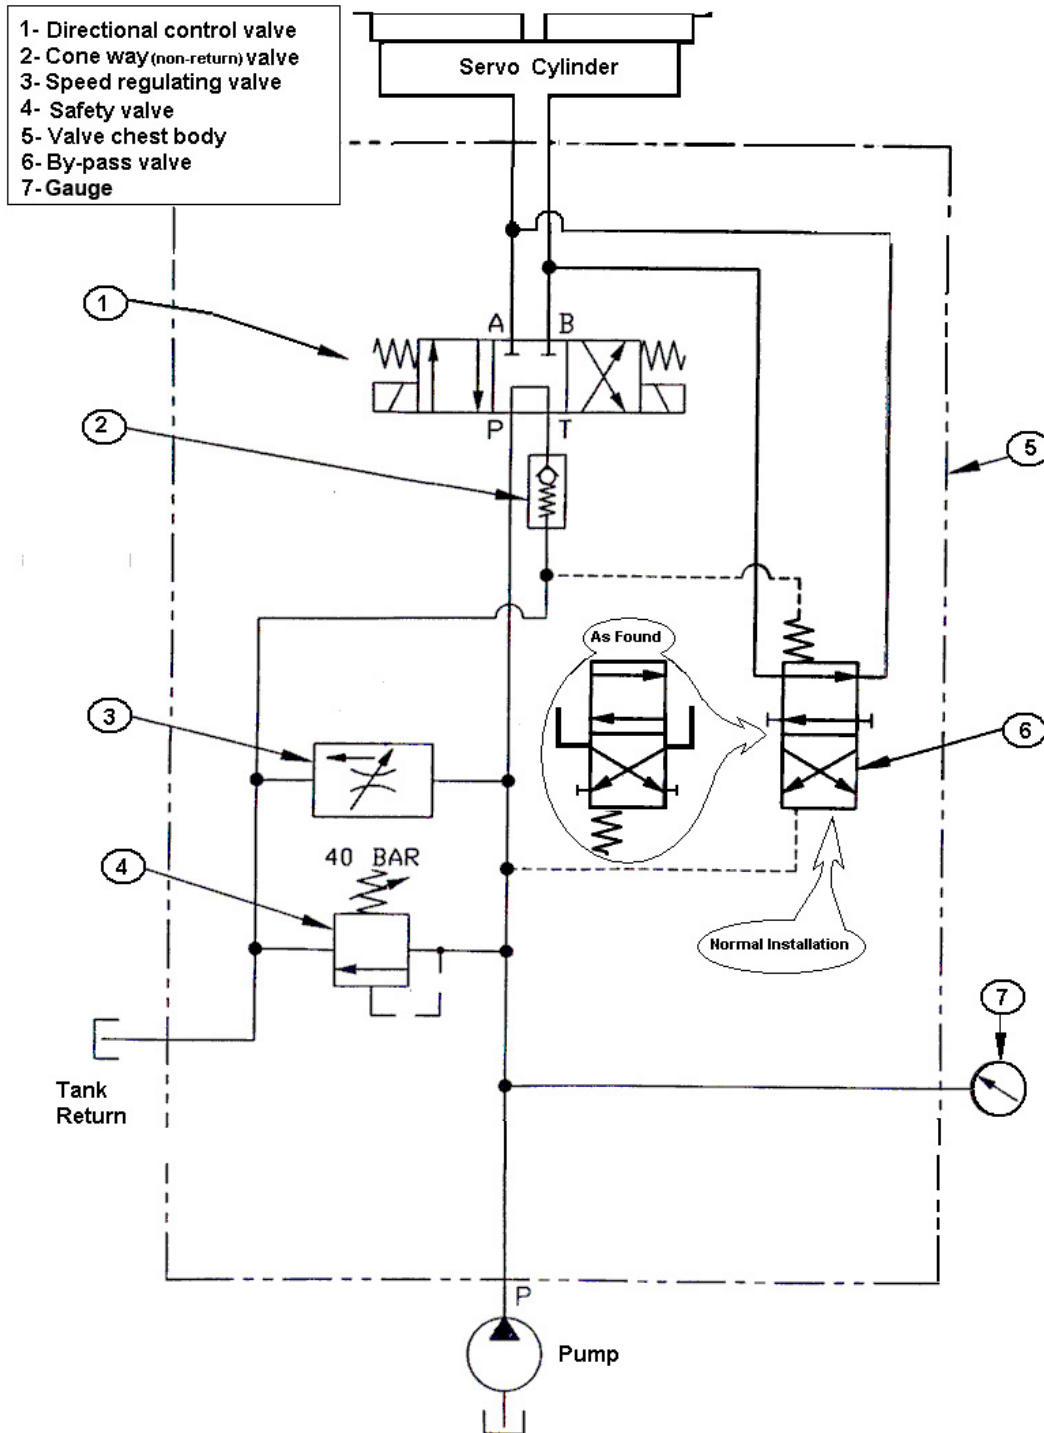 1- Directional control valve
2- Cone way (non-return) valve
3- Speed regulating valve
4- Safety valve
5- Valve chest body
6- By-pass valve
7- Gauge
Servo Cylinder
1
A B
P T
2
5
As Found
3
6
40 BAR
4
Normal Installation
7
Tank
Return
P
Pump